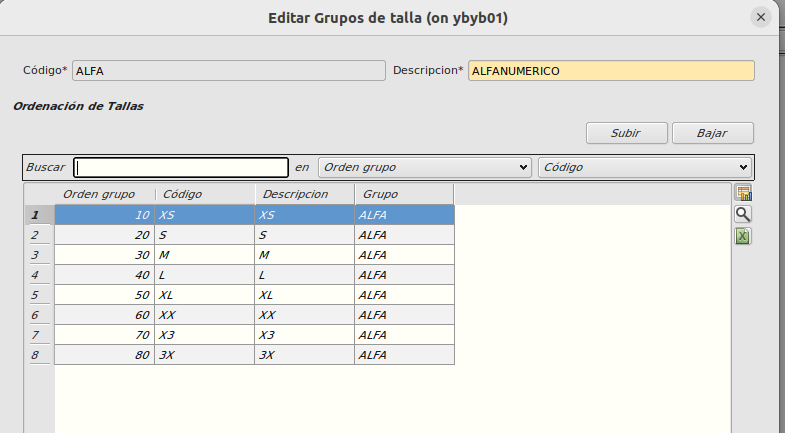 Editar Grupos de talla (on ybyb01)
Código* ALFA Descripcion* ALFANUMERICO
Ordenación de Tallas
Subir Bajar
Buscar en Orden grupo Código
Orden grupo Código Descripcion Grupo
1 10 XS XS ALFA
2 20 S S ALFA
3 30 M M ALFA
4 40 L L ALFA
5 50 XL XL ALFA
6 60 XX XX ALFA
7 70 X3 X3 ALFA
8 80 3X 3X ALFA